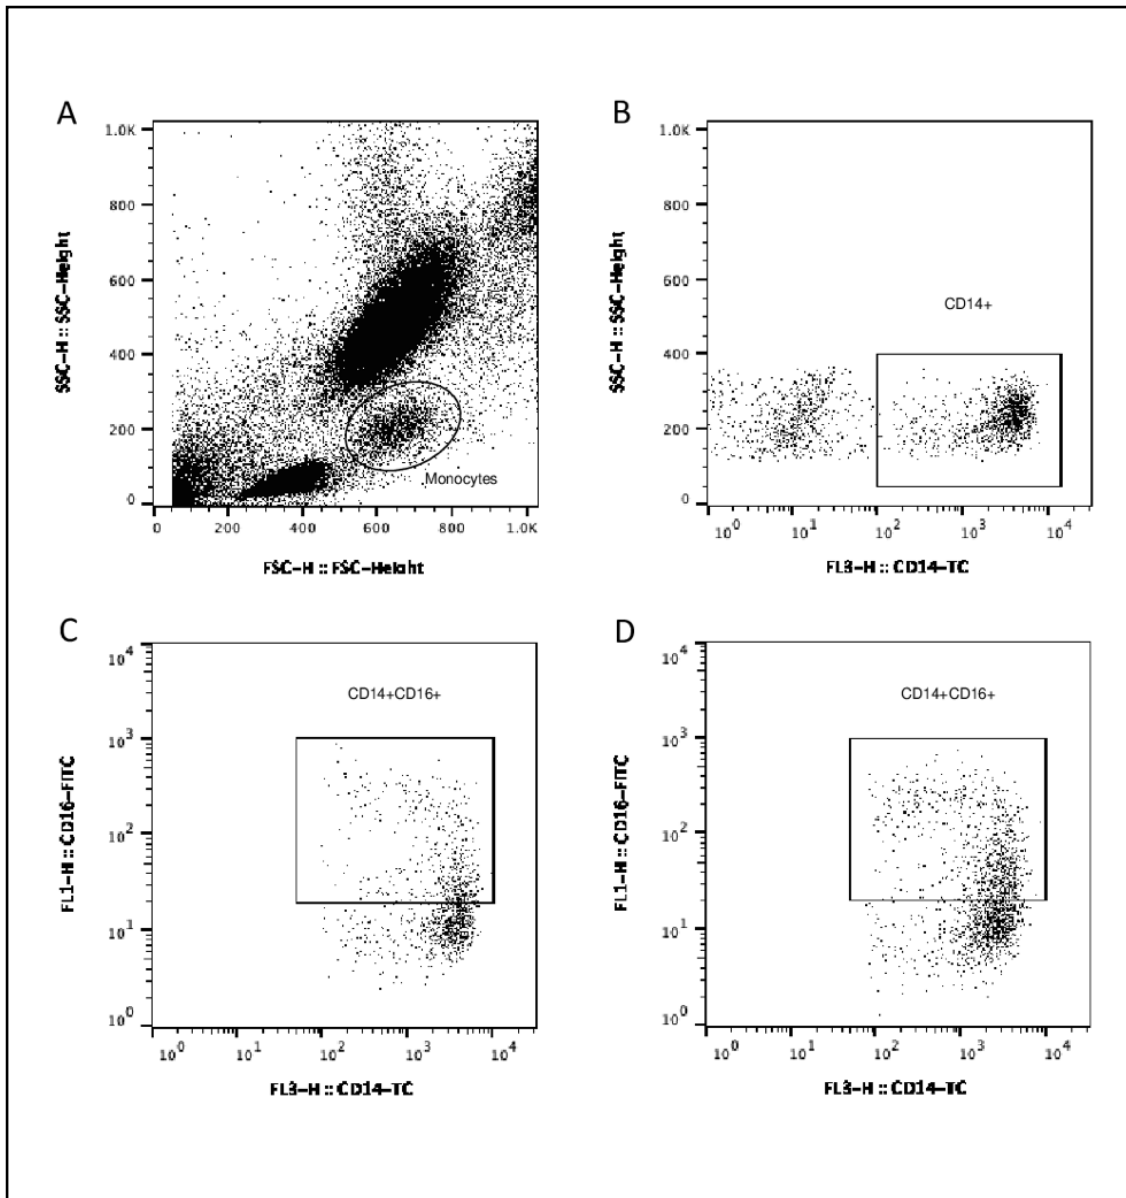 A
1.0K
800
600
400
200
0
SSC-H :: SSC-Height
Monocytes
0 200 400 600 800 1.0K
FSC-H :: FSC-Height
B
1.0K
800
600
400
200
0
SSC-H :: SSC-Height
CD14+
10^0 10^1 10^2 10^3 10^4
FL3-H :: CD14-TC
C
10^4
10^3
10^2
10^1
10^0
FL1-H :: CD16-FITC
CD14+CD16+
10^0 10^1 10^2 10^3 10^4
FL3-H :: CD14-TC
D
10^4
10^3
10^2
10^1
10^0
FL1-H :: CD16-FITC
CD14+CD16+
10^0 10^1 10^2 10^3 10^4
FL3-H :: CD14-TC